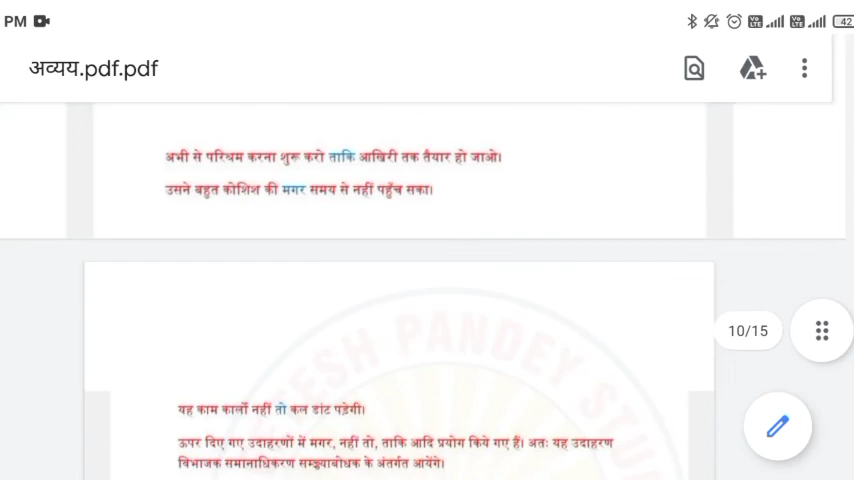 PM
42
अव्यय.pdf.pdf
अभी से परिश्रम करना शुरू करो ताकि आखिरी तक तैयार हो जाओ।
उसने बहुत कोशिश की मगर समय से नहीं पहुँच सका।
10/15
यह काम कार्लो नहीं तो कल डांट पड़ेगी।
ऊपर दिए गए उदाहरणों में मगर, नहीं तो, ताकि आदि प्रयोग किये गए हैं। अतः यह उदाहरण
विभाजक समानाधिकरण सम्च्याबोधक के अंतर्गत आयेंगे।